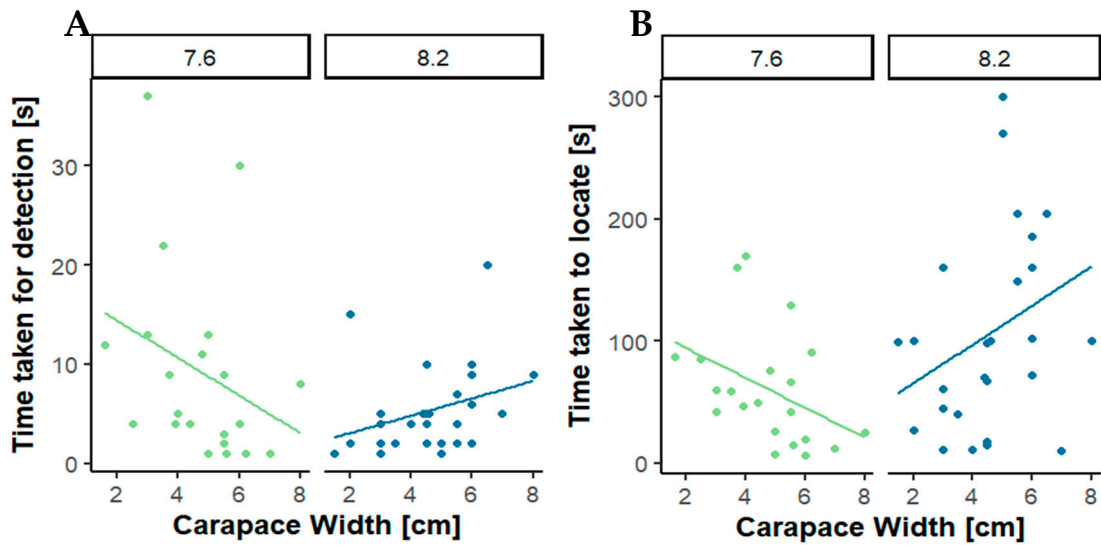 A
B
7.6 8.2
7.6 8.2
Time taken for detection [s]
30
20
10
0
2 4 6 8
2 4 6 8
Carapace Width [cm]
Time taken to locate [s]
300
200
100
0
2 4 6 8
2 4 6 8
Carapace Width [cm]